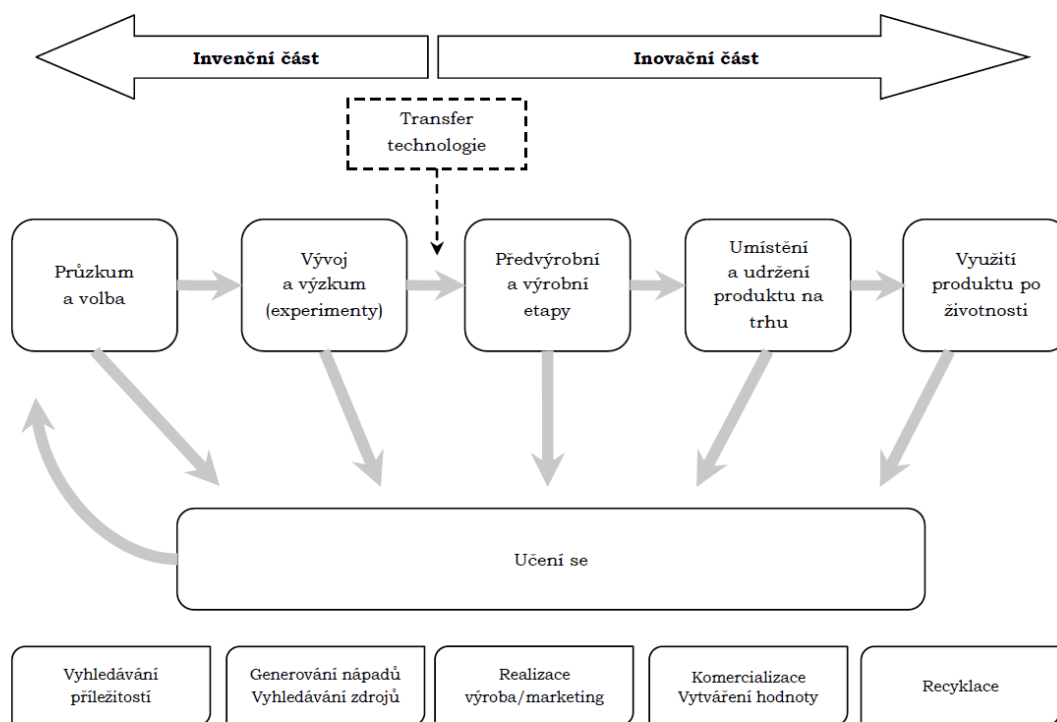 Invenční část
Inovační část
Transfer
technologie
Průzkum
a volba
Vývoj
a výzkum
(experimenty)
Předvýrobní
a výrobní
etapy
Umístění
a udržení
produktu na
trhu
Využití
produktu po
životnosti
Učení se
Vyhledávání
příležitostí
Generování nápadů
Vyhledávání zdrojů
Realizace
výroba/marketing
Komercializace
Vytváření hodnoty
Recyklace